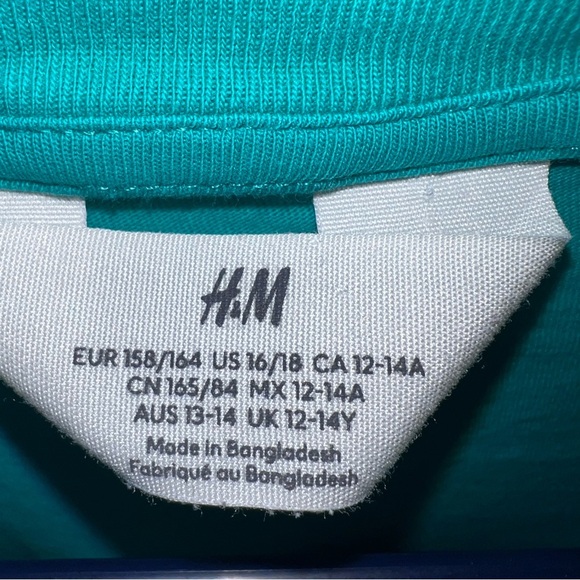 H&M
EUR 158/164 US 16/18 CA 12-14A
CN 165/84 MX 12-14A
AUS 13-14 UK 12-14Y
Made in Bangladesh
Fabriqué au Bangladesh